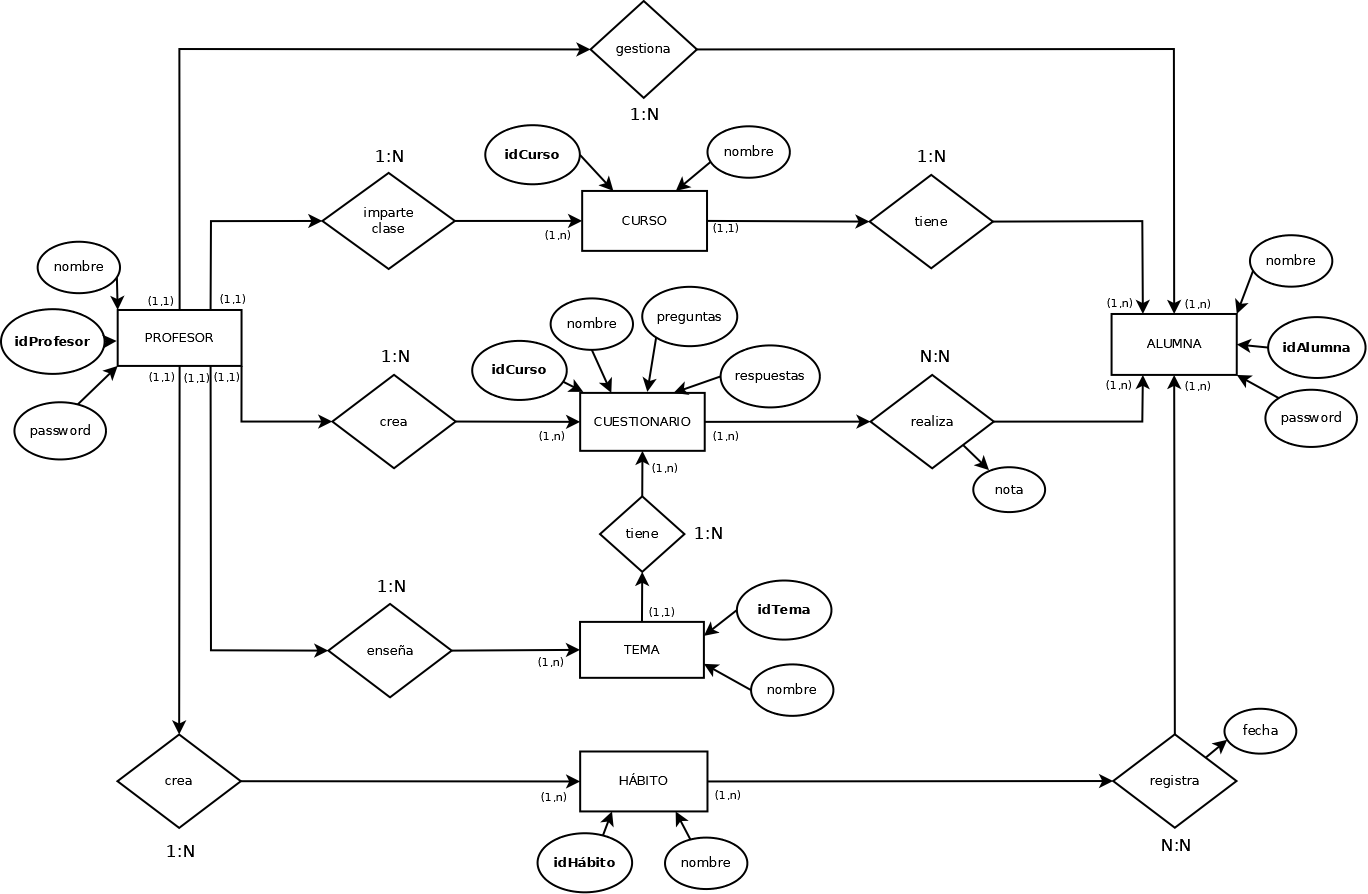 gestiona
1:N
1:N
idCurso
nombre
1:N
imparte
clase
(1,n)
CURSO
(1,1)
tiene
nombre
(1,1)
(1,1)
idProfesor
PROFESOR
password
(1,1)
(1,1)
(1,1)
(1,n)
(1,n)
nombre
ALUMNA
idAlumna
password
(1,n)
(1,n)
1:N
crea
(1,n)
idCurso
nombre
preguntas
respuestas
CUESTIONARIO
(1,n)
N:N
realiza
nota
(1,n)
tiene
1:N
(1,1)
1:N
enseña
(1,n)
TEMA
idTema
nombre
crea
1:N
(1,n)
HÁBITO
(1,n)
idHábito
nombre
registra
fecha
N:N